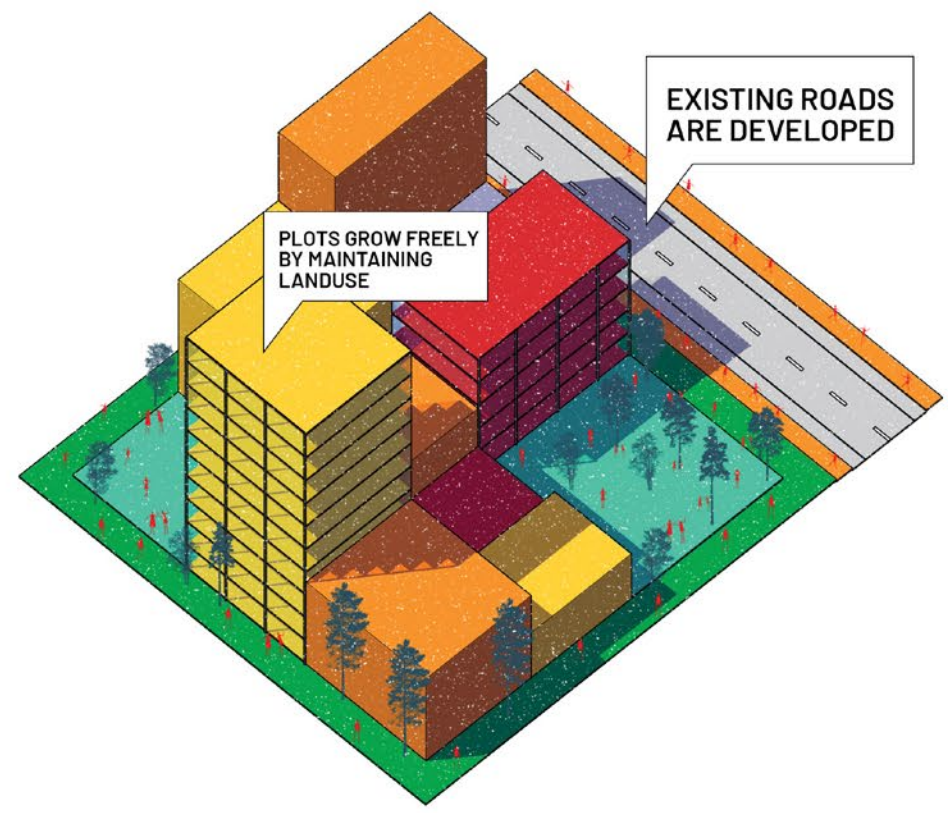 EXISTING ROADS
ARE DEVELOPED
PLOTS GROW FREELY
BY MAINTAINING
LANDUSE